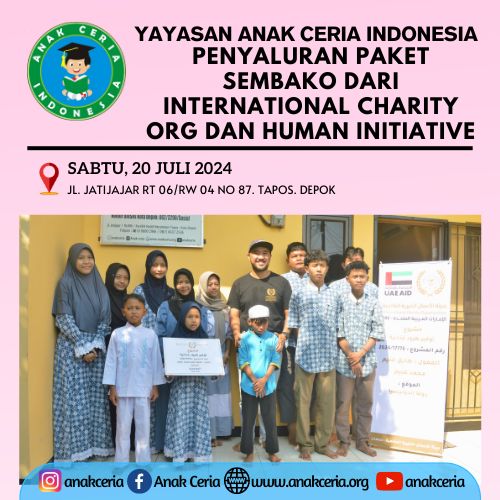 ANAK CERIA
INDONESIA
YAYASAN ANAK CERIA INDONESIA
PENYALURAN PAKET
SEMBAKO DARI
INTERNATIONAL CHARITY
ORG DAN HUMAN INITIATIVE
SABTU, 20 JULI 2024
JL. JATIJAJAR RT 06/RW 04 NO 87. TAPOS. DEPOK
UAE AID
anakceria
Anak Ceria
www.anakceria.org
anakceria